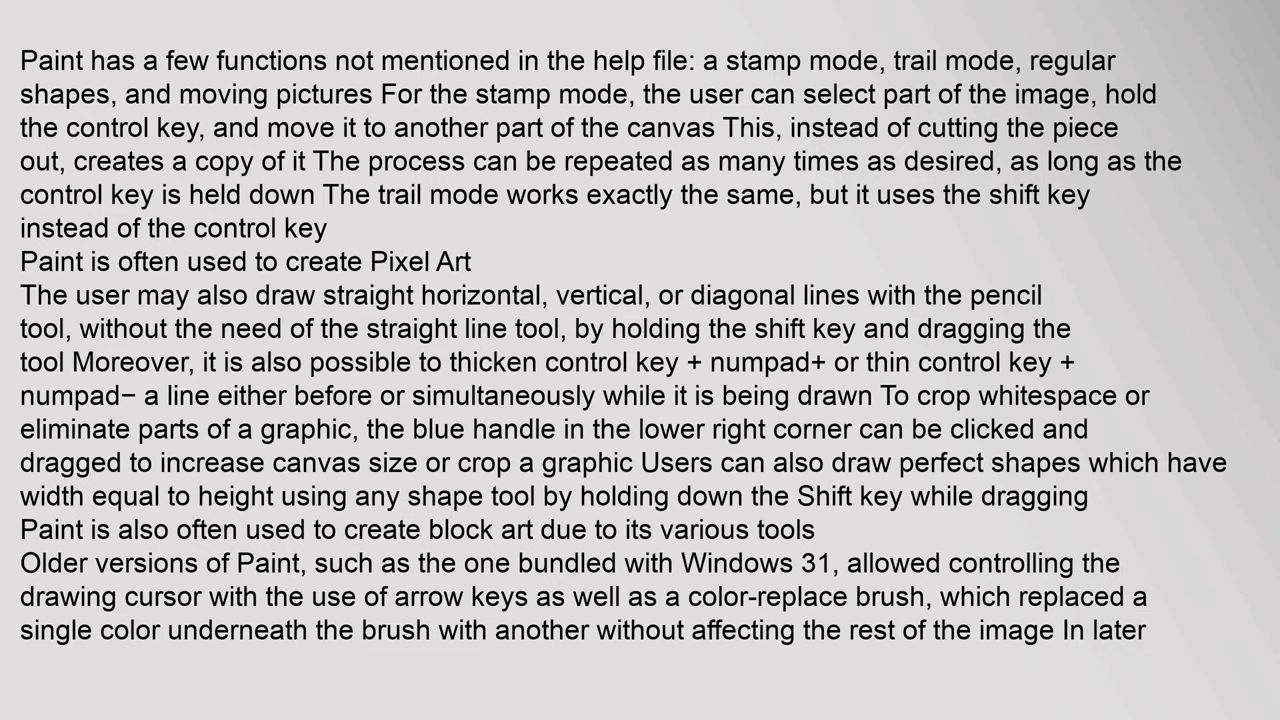 Paint has a few functions not mentioned in the help file: a stamp mode, trail mode, regular
shapes, and moving pictures For the stamp mode, the user can select part of the image, hold
the control key, and move it to another part of the canvas This, instead of cutting the piece
out, creates a copy of it The process can be repeated as many times as desired, as long as the
control key is held down The trail mode works exactly the same, but it uses the shift key
instead of the control key
Paint is often used to create Pixel Art
The user may also draw straight horizontal, vertical, or diagonal lines with the pencil
tool, without the need of the straight line tool, by holding the shift key and dragging the
tool Moreover, it is also possible to thicken control key + numpad+ or thin control key +
numpad− a line either before or simultaneously while it is being drawn To crop whitespace or
eliminate parts of a graphic, the blue handle in the lower right corner can be clicked and
dragged to increase canvas size or crop a graphic Users can also draw perfect shapes which have
width equal to height using any shape tool by holding down the Shift key while dragging
Paint is also often used to create block art due to its various tools
Older versions of Paint, such as the one bundled with Windows 31, allowed controlling the
drawing cursor with the use of arrow keys as well as a color-replace brush, which replaced a
single color underneath the brush with another without affecting the rest of the image In later